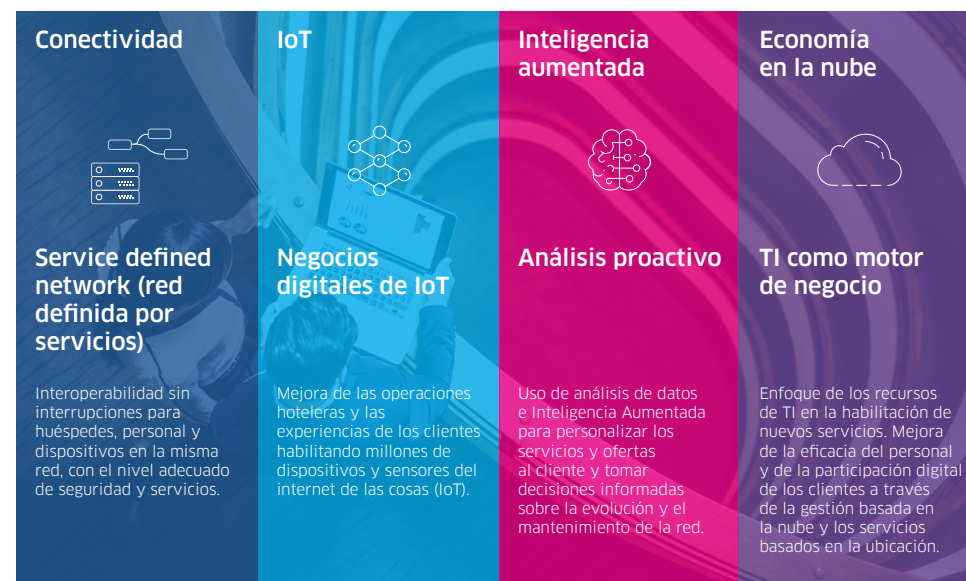 Conectividad
Service defined
network (red
definida por
servicios)
Interoperabilidad sin
interrupciones para
huéspedes, personal y
dispositivos en la misma
red, con el nivel adecuado
de seguridad y servicios.
IoT
Negocios
digitales de IoT
Mejora de las operaciones
hoteleras y las
experiencias de los clientes
habilitando millones de
dispositivos y sensores del
internet de las cosas (IoT).
Inteligencia
aumentada
Análisis proactivo
Uso de análisis de datos
e Inteligencia Aumentada
para personalizar los
servicios y ofertas
al cliente y tomar
decisiones informadas
sobre la evolución y el
mantenimiento de la red.
Economía
en la nube
TI como motor
de negocio
Enfoque de los recursos
de TI en la habilitación de
nuevos servicios. Mejora
de la eficacia del personal
y de la participación digital
de los clientes a través
de la gestión basada en
la nube y los servicios
basados en la ubicación.